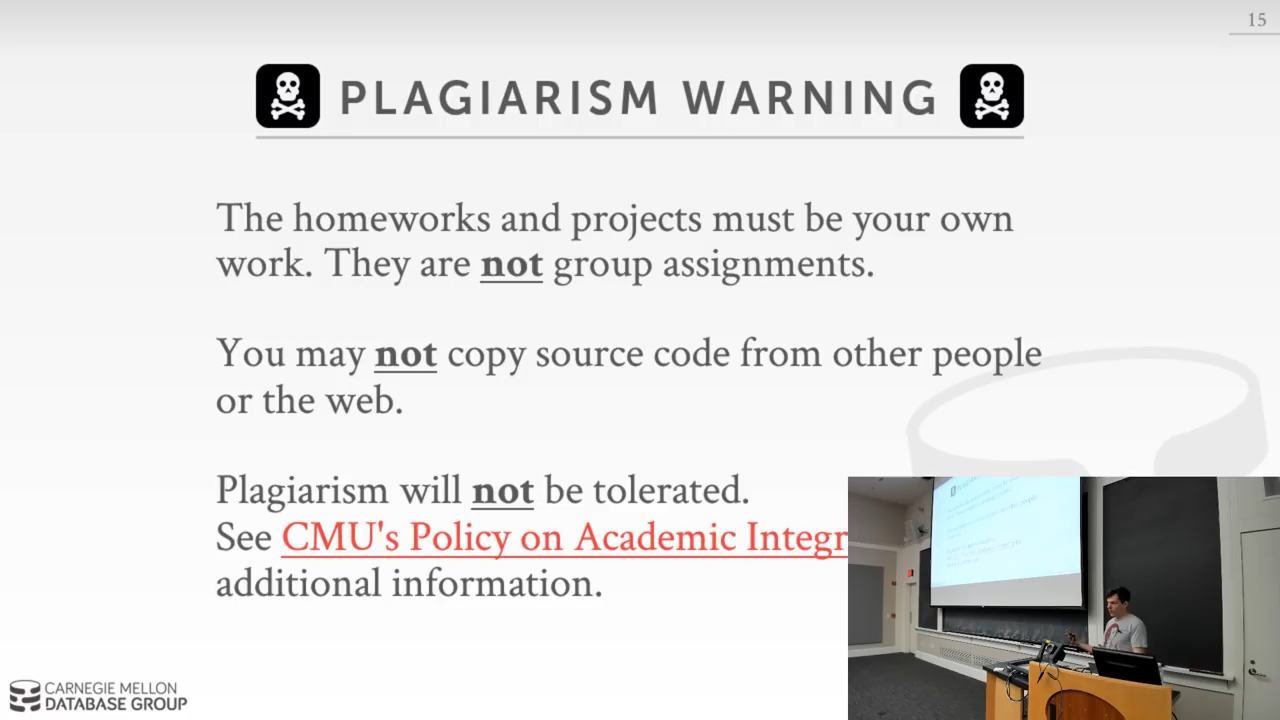 15
PLAGIARISM WARNING
The homeworks and projects must be your own
work. They are not group assignments.
You may not copy source code from other people
or the web.
Plagiarism will not be tolerated.
See CMU's Policy on Academic Integr
additional information.
CARNEGIE MELLON
DATABASE GROUP